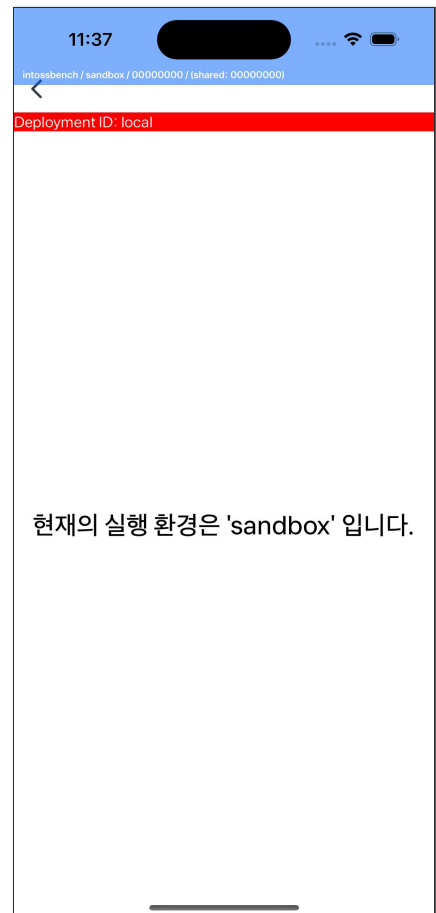 11:37
intossbench / sandbox / 00000000 / (shared: 00000000)
Deployment ID: local
현재의 실행 환경은 'sandbox' 입니다.